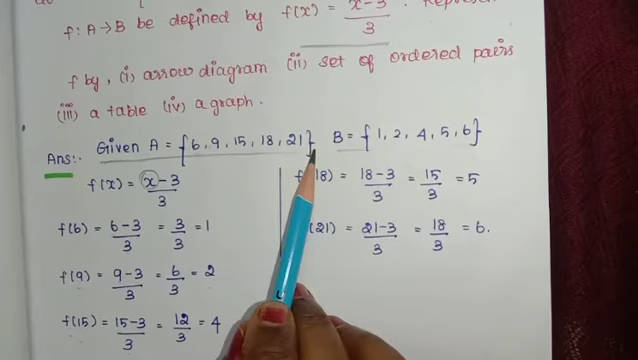 f: A→B be defined by f(x) = x-3/3. Represent
f by, (i) arrow diagram (ii) set of ordered pairs
(iii) a table (iv) a graph.
Ans:- Given A = {6, 9, 15, 18, 21} B = {1, 2, 4, 5, 6}
f(x) = x-3/3
f(6) = 6-3/3 = 3/3 = 1
f(9) = 9-3/3 = 6/3 = 2
f(15) = 15-3/3 = 12/3 = 4
f(18) = 18-3/3 = 15/3 = 5
(21) = 21-3/3 = 18/3 = 6.